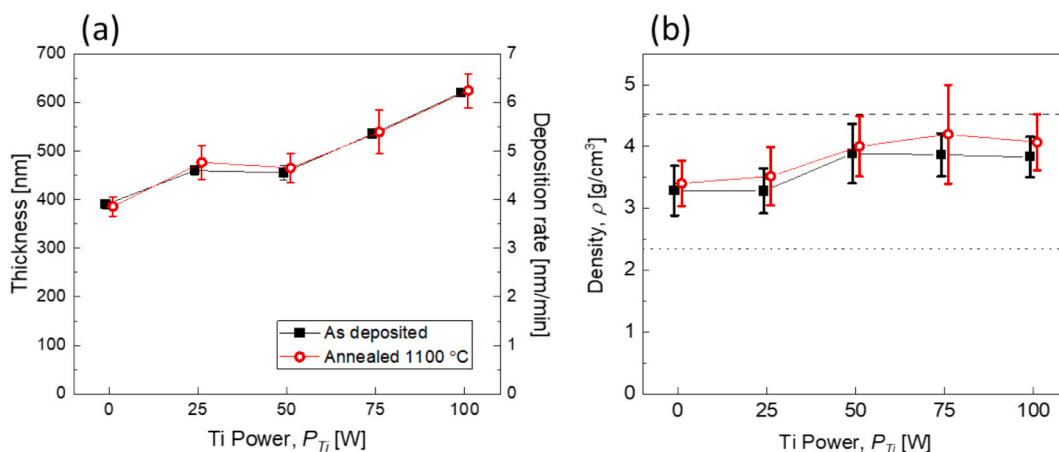 (a)
700
600
500
400
300
200
100
0
Thickness [nm]
7
6
5
4
3
2
1
0
Deposition rate [nm/min]
As deposited
Annealed 1100 °C
0 25 50 75 100
Ti Power, P_Ti [W]
(b)
5
4
3
2
1
0
Density, ρ [g/cm³]
0 25 50 75 100
Ti Power, P_Ti [W]